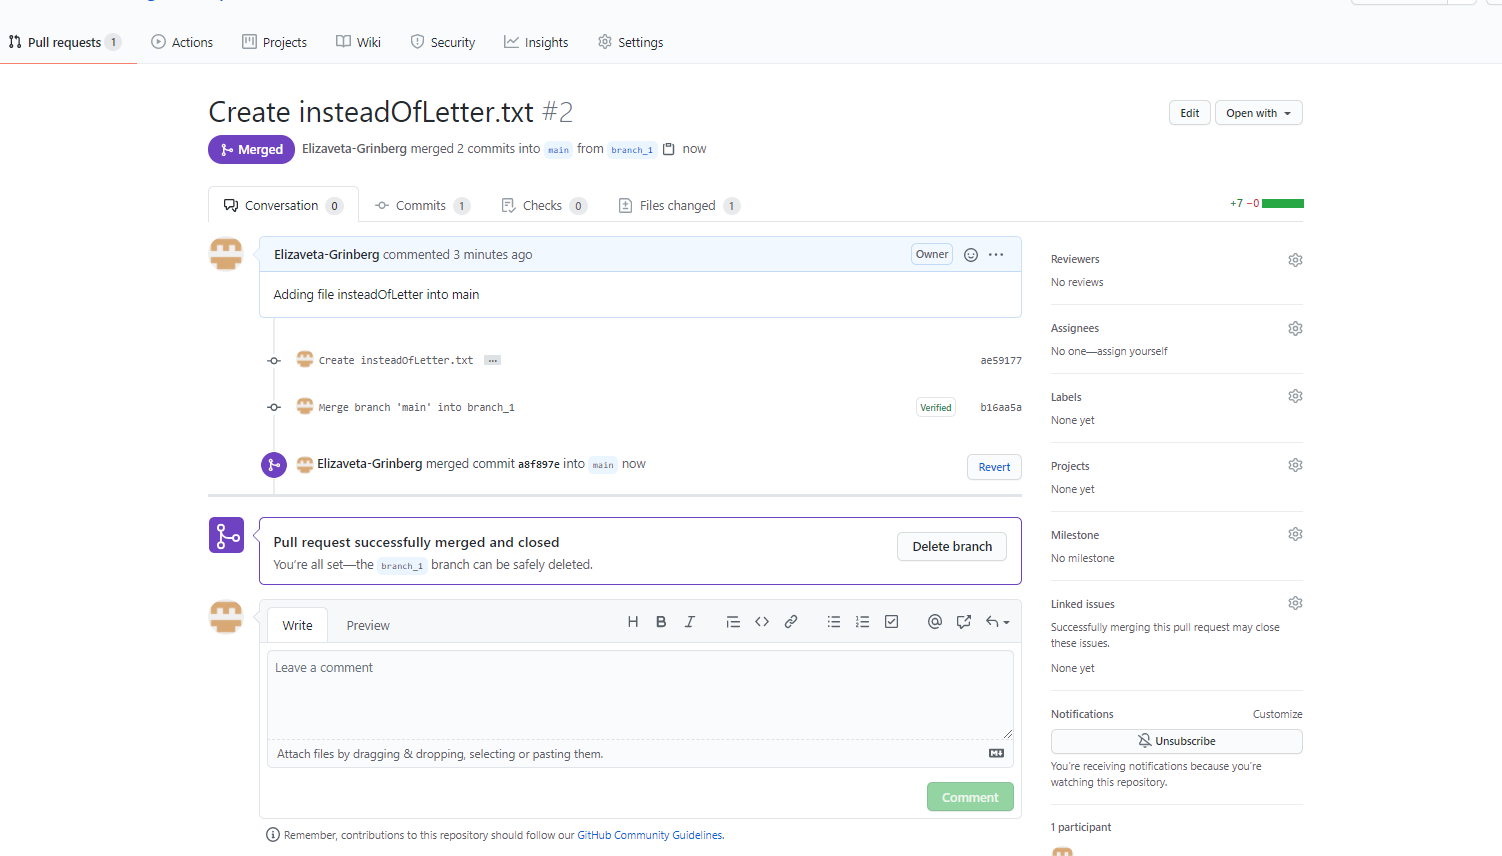 Pull requests 1 Actions Projects Wiki Security Insights Settings
Create insteadOfLetter.txt #2
Edit Open with
Merged Elizaveta-Grinberg merged 2 commits into main from branch_1 now
Conversation 0 Commits 1 Checks 0 Files changed 1 +7 −0
Elizaveta-Grinberg commented 3 minutes ago Owner ...
Adding file insteadOfLetter into main
Create insteadOfLetter.txt ... ae59177
Merge branch 'main' into branch_1 Verified b16aa5a
Elizaveta-Grinberg merged commit a8f897e into main now Revert
Pull request successfully merged and closed
You're all set—the branch_1 branch can be safely deleted.
Delete branch
Write Preview H B I
Leave a comment
Attach files by dragging & dropping, selecting or pasting them.
Comment
Remember, contributions to this repository should follow our GitHub Community Guidelines.
Reviewers
No reviews
Assignees
No one—assign yourself
Labels
None yet
Projects
None yet
Milestone
No milestone
Linked issues
Successfully merging this pull request may close
these issues.
None yet
Notifications Customize
Unsubscribe
You're receiving notifications because you're
watching this repository.
1 participant